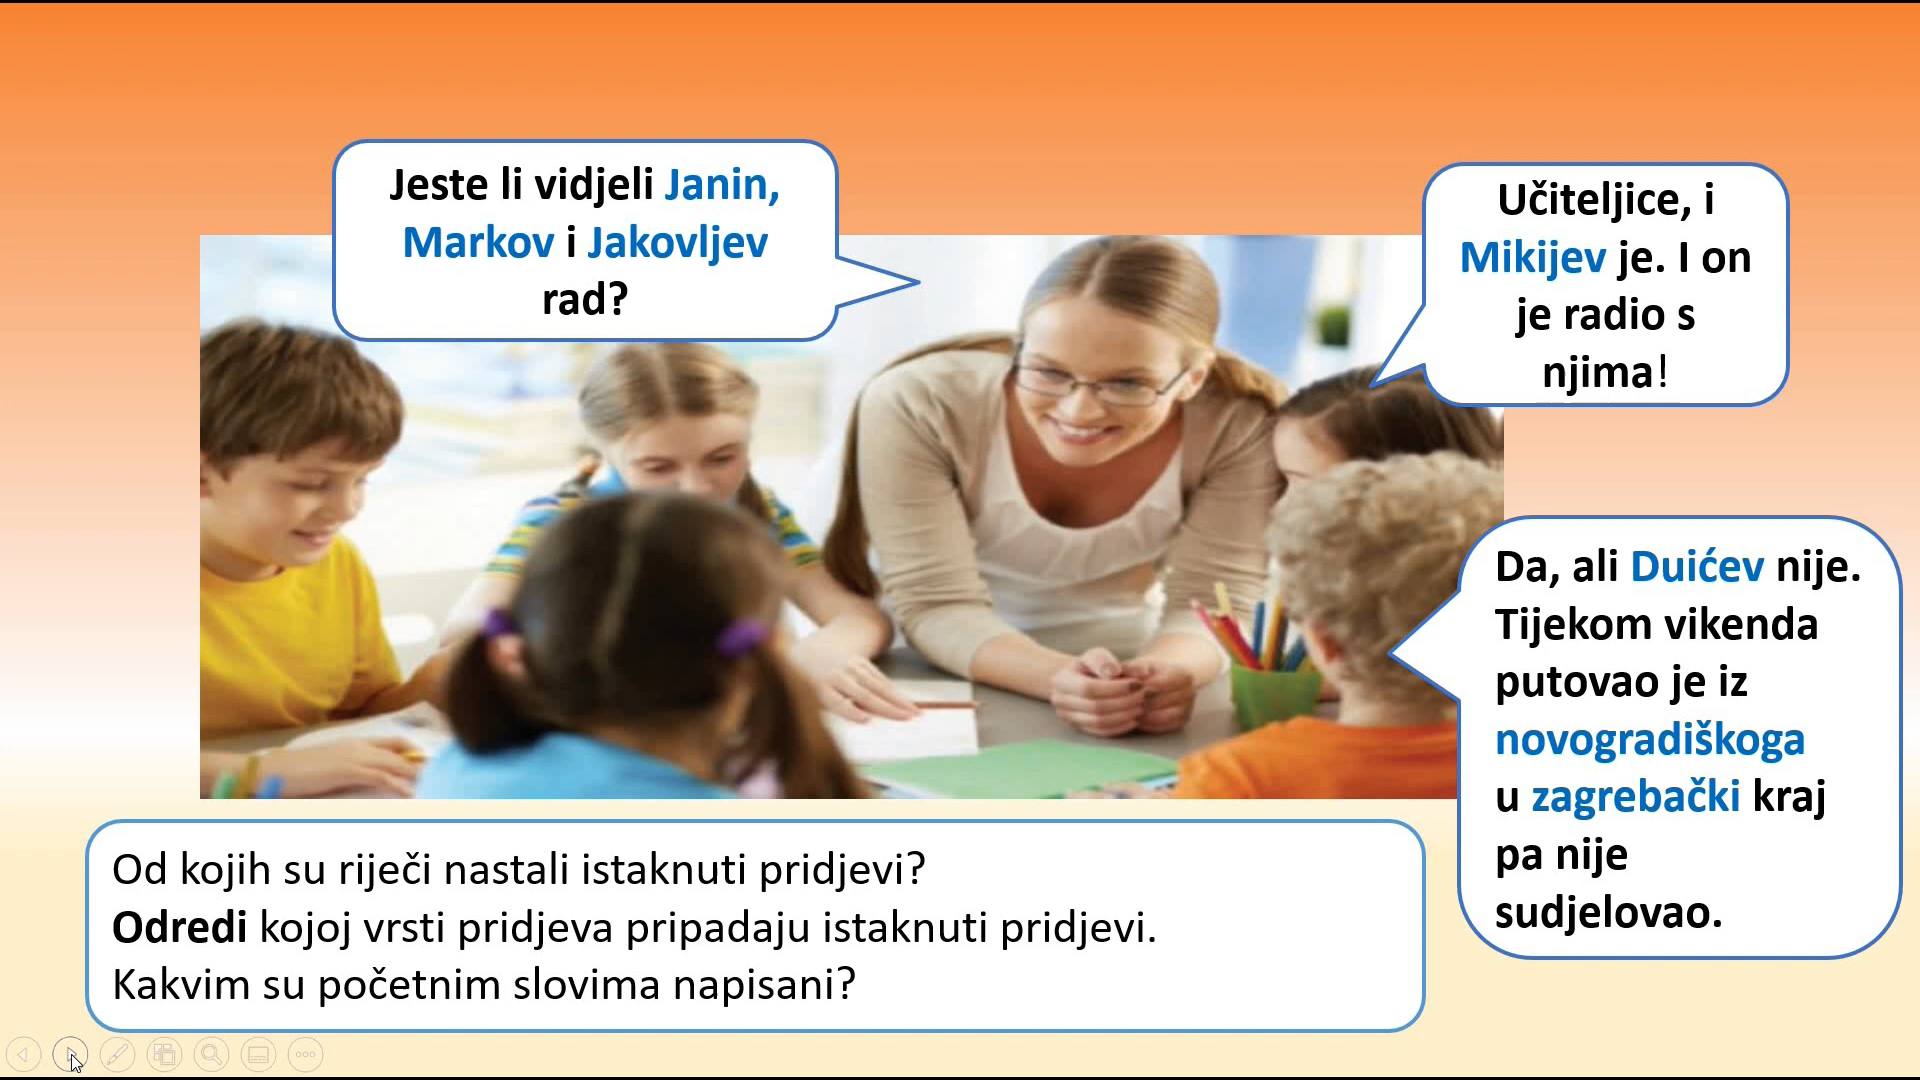 Jeste li vidjeli Janin,
Markov i Jakovljev
rad?
Učiteljice, i
Mikijev je. I on
je radio s
njima!
Da, ali Duićev nije.
Tijekom vikenda
putovao je iz
novogradiškoga
u zagrebački kraj
pa nije
sudjelovao.
Od kojih su riječi nastali istaknuti pridjevi?
Odredi kojoj vrsti pridjeva pripadaju istaknuti pridjevi.
Kakvim su početnim slovima napisani?